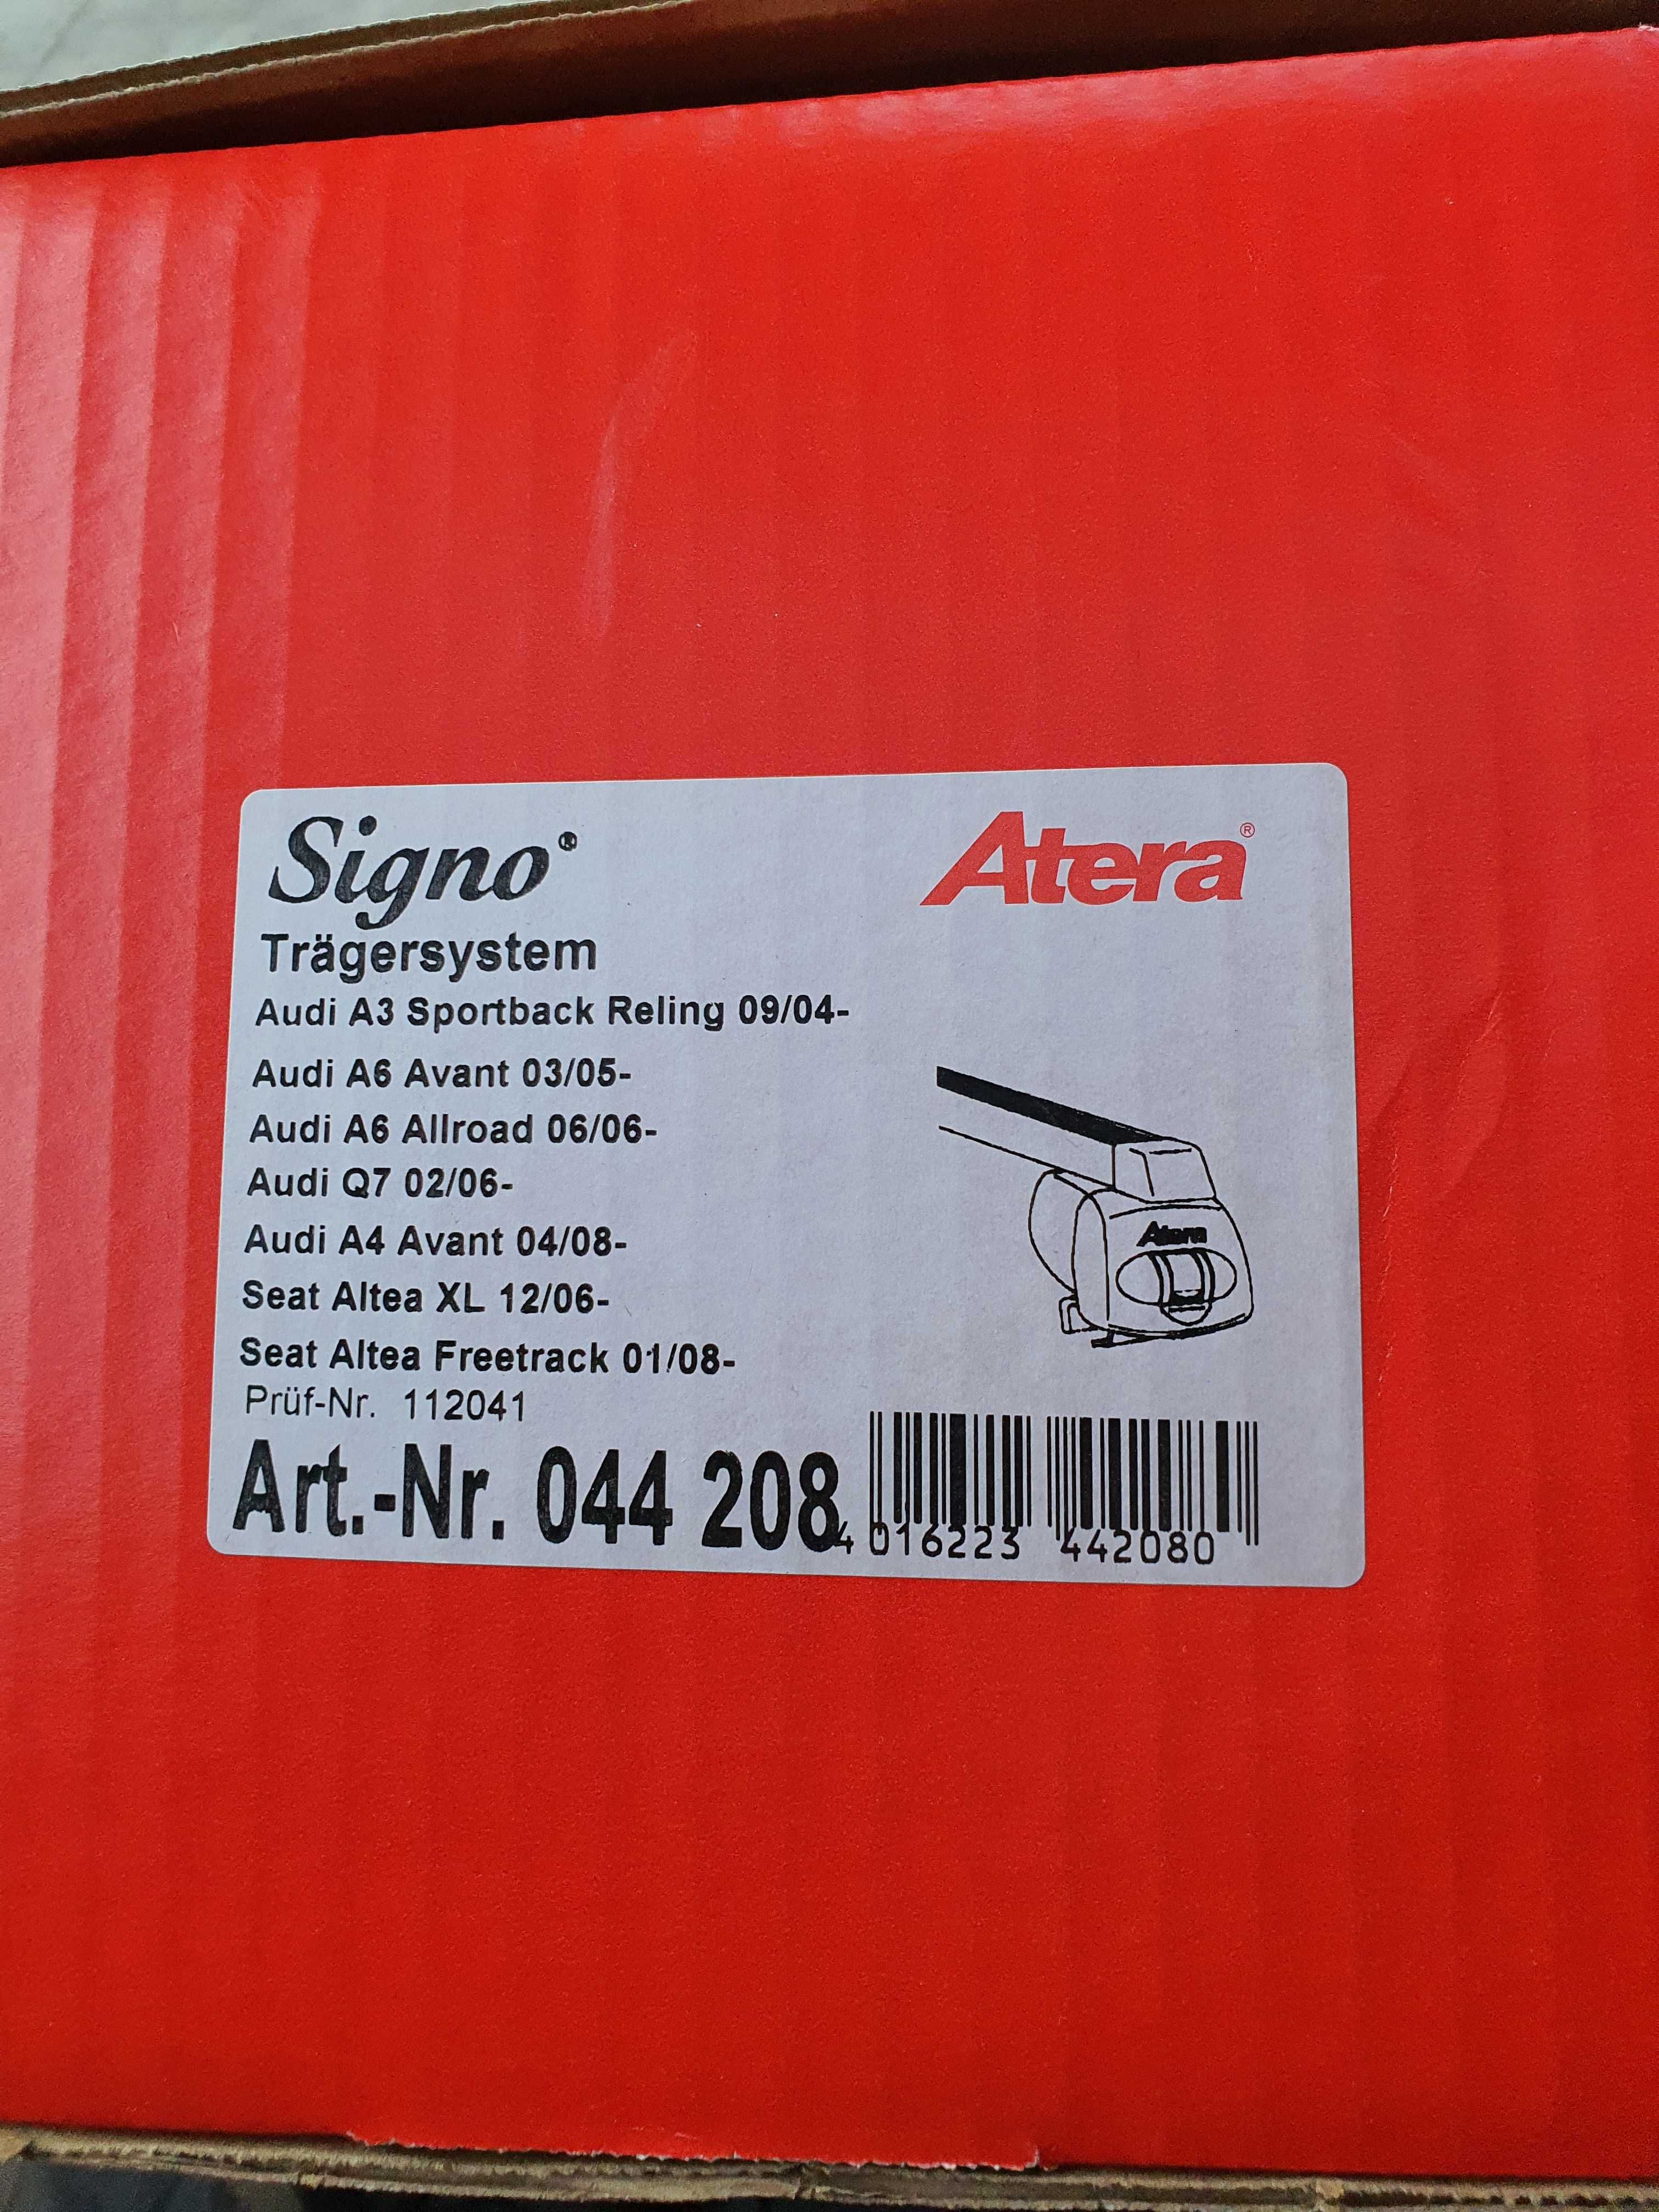 Signo®
Atera®
Trägersystem
Audi A3 Sportback Reling 09/04-
Audi A6 Avant 03/05-
Audi A6 Allroad 06/06-
Audi Q7 02/06-
Audi A4 Avant 04/08-
Seat Altea XL 12/06-
Seat Altea Freetrack 01/08-
Atera
Prüf-Nr. 112041
Art.-Nr. 044 208
4 016223 442080